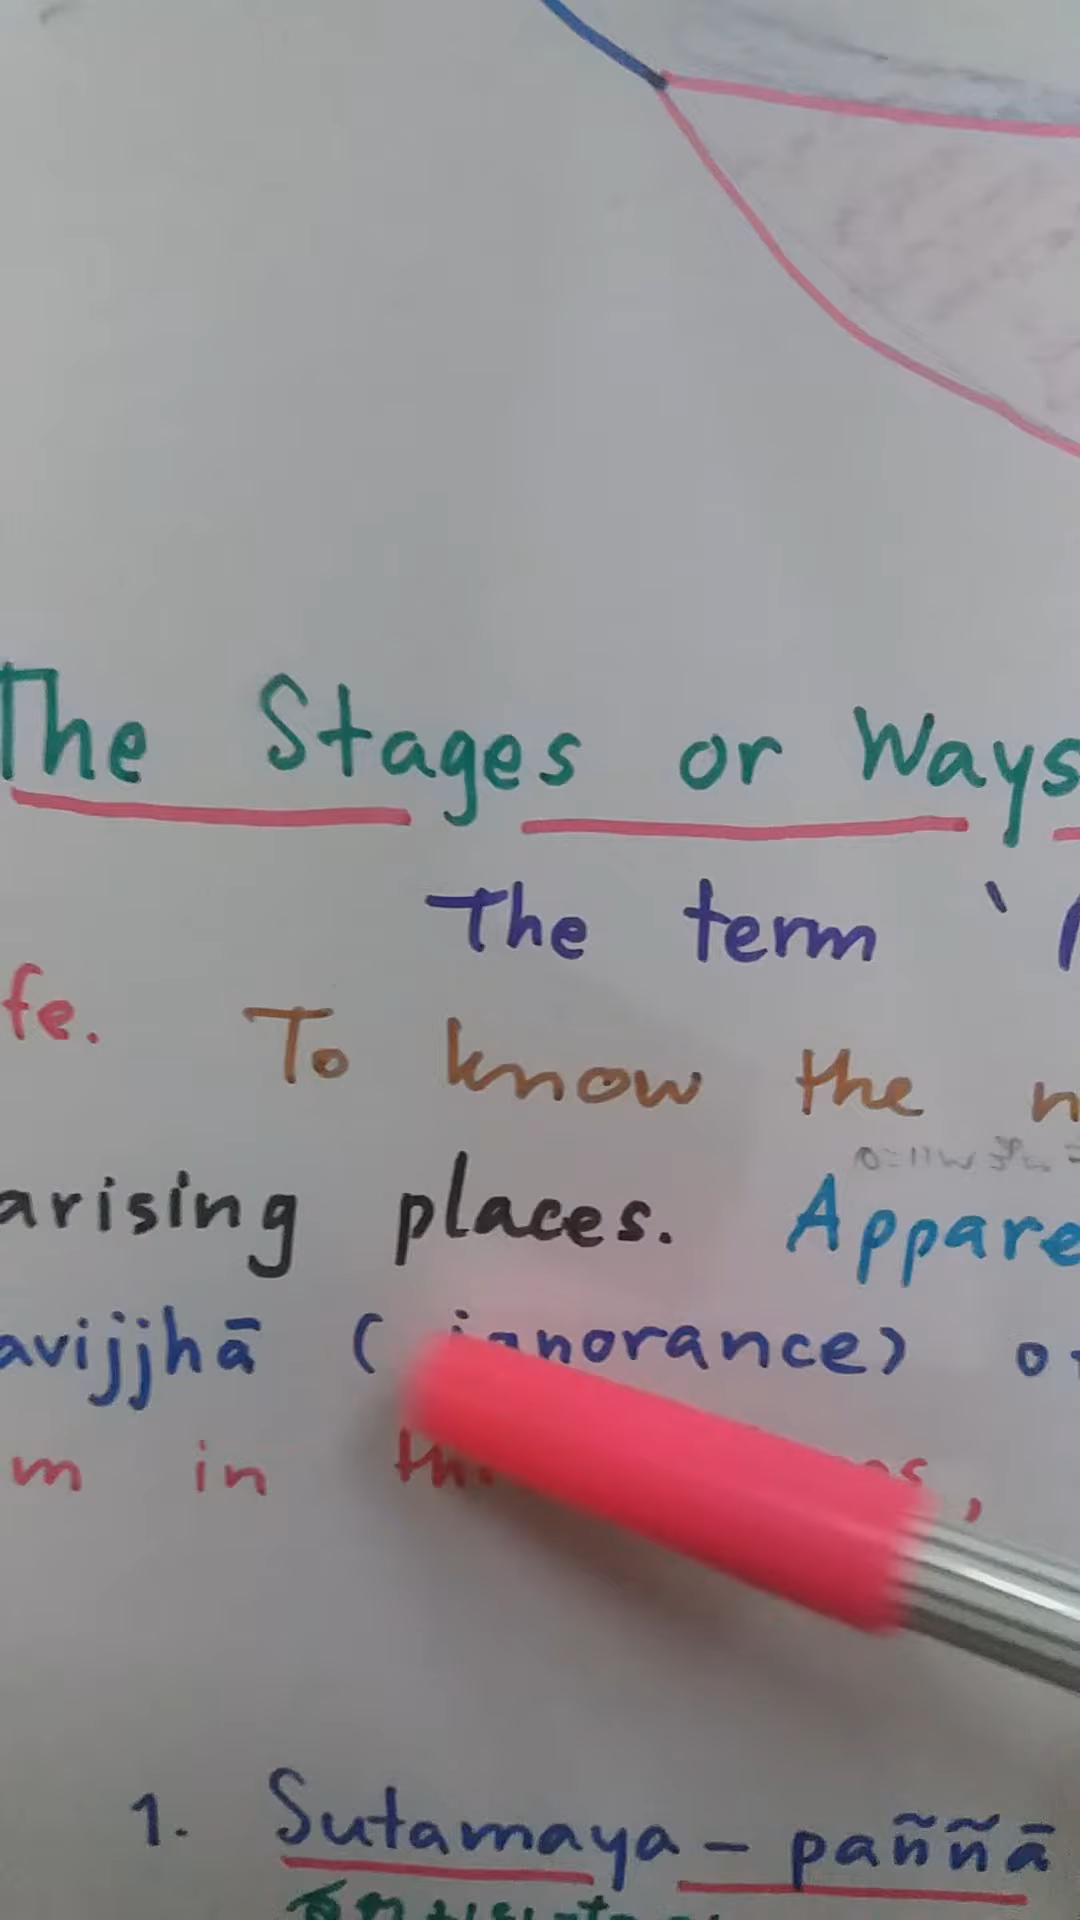 The Stages or Ways
The term `
fe. To know the n
arising places. Appare
avijjhā (ignorance) of
m in
1. Sutamaya - paññā